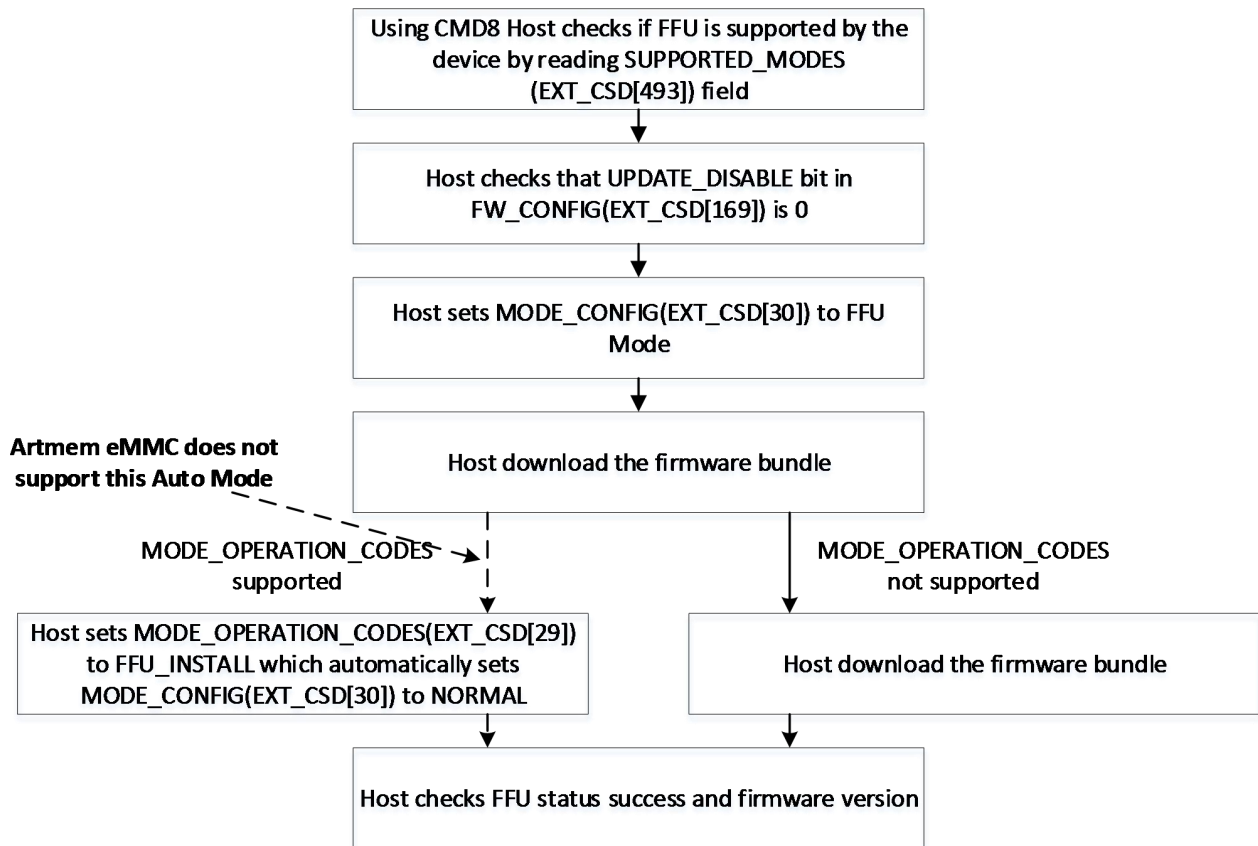 Using CMD8 Host checks if FFU is supported by the
device by reading SUPPORTED_MODES
(EXT_CSD[493]) field
Host checks that UPDATE_DISABLE bit in
FW_CONFIG(EXT_CSD[169]) is 0
Host sets MODE_CONFIG(EXT_CSD[30]) to FFU
Mode
Host download the firmware bundle
Artmem eMMC does not
support this Auto Mode
MODE_OPERATION_CODES
supported
MODE_OPERATION_CODES
not supported
Host sets MODE_OPERATION_CODES(EXT_CSD[29])
to FFU_INSTALL which automatically sets
MODE_CONFIG(EXT_CSD[30]) to NORMAL
Host download the firmware bundle
Host checks FFU status success and firmware version